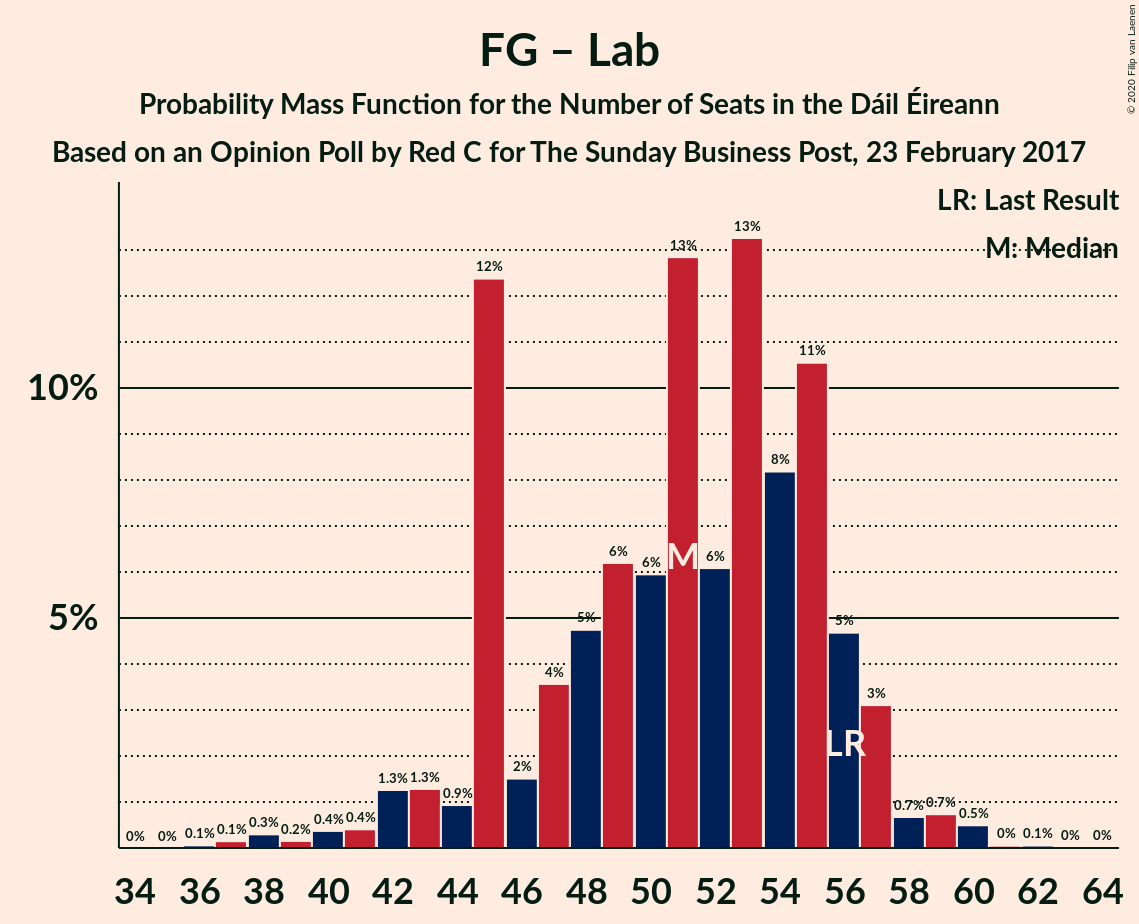 FG – Lab
Probability Mass Function for the Number of Seats in the Dáil Éireann
Based on an Opinion Poll by Red C for The Sunday Business Post, 23 February 2017
© 2020 Filip van Laenen
LR: Last Result
M: Median
10%
5%
0% 0% 0.1% 0.1% 0.3% 0.2% 0.4% 0.4% 1.3% 1.3% 0.9% 12% 2% 4% 5% 6% 6% 13% 6% 13% 8% 11% 5% 3% 0.7% 0.7% 0.5% 0% 0.1% 0% 0%
M
LR
34 36 38 40 42 44 46 48 50 52 54 56 58 60 62 64